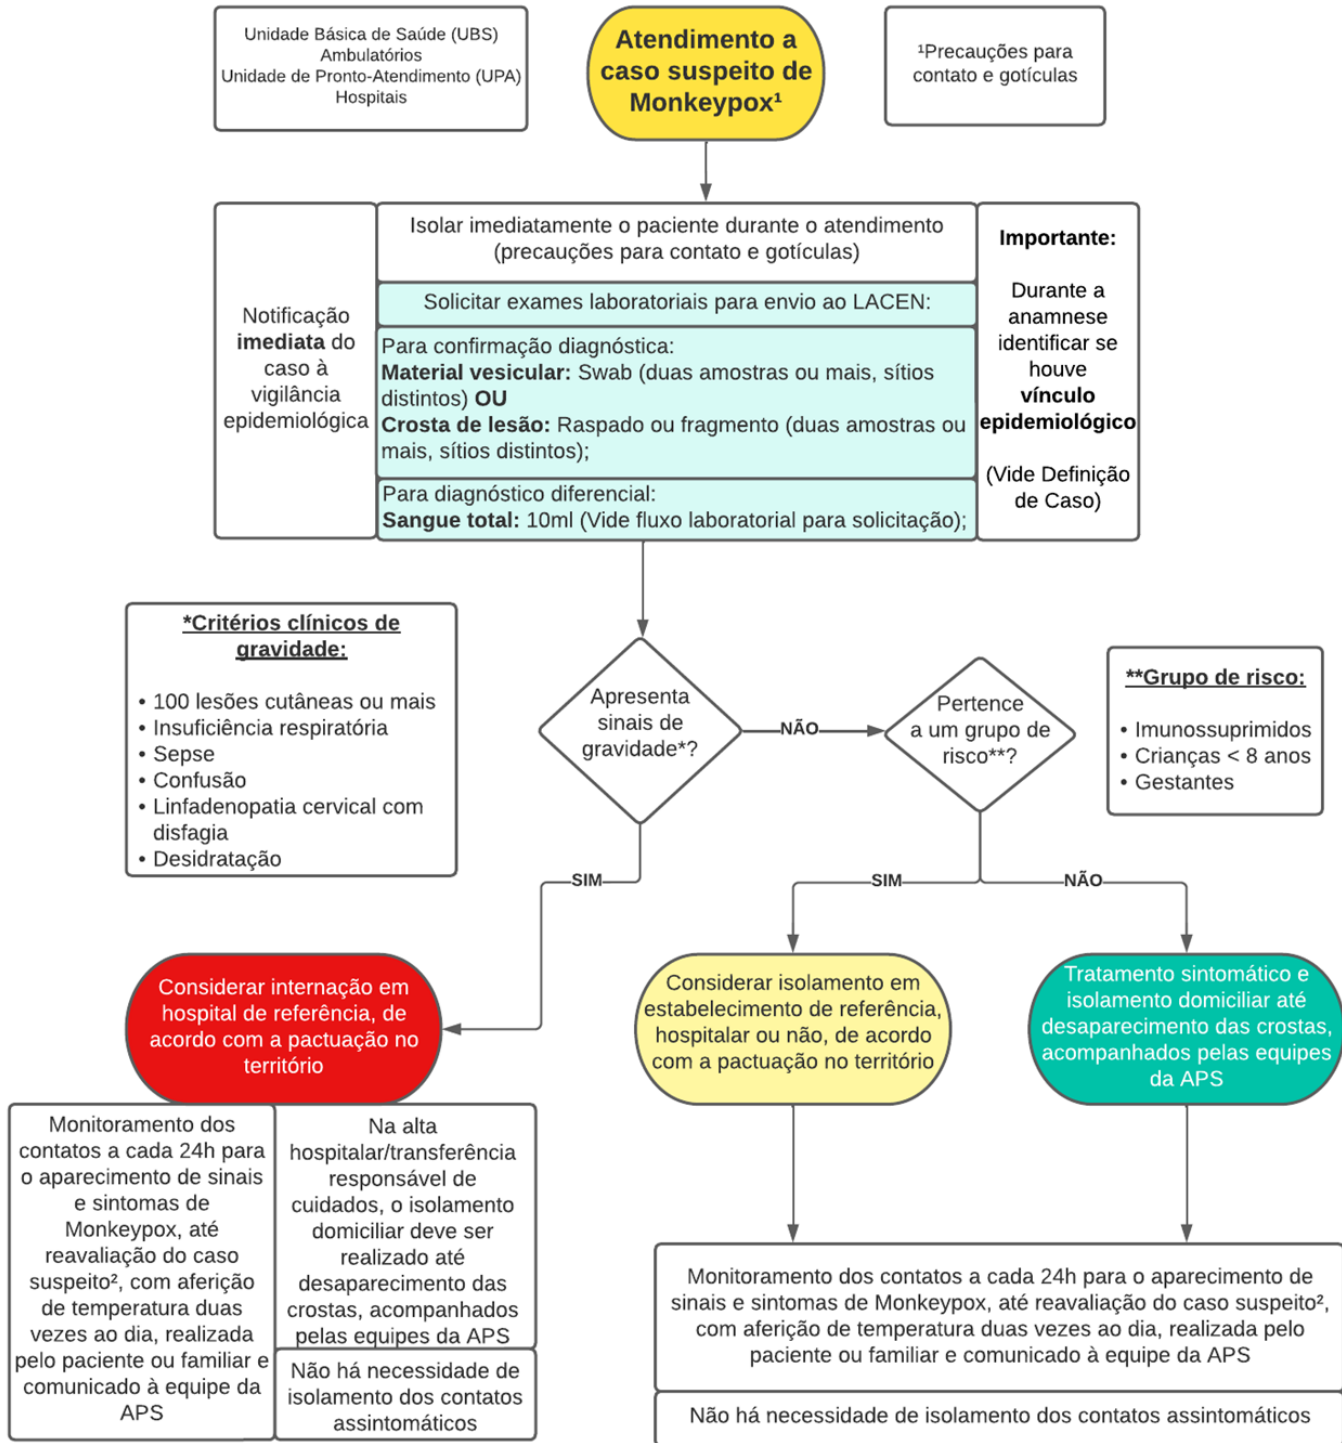 Unidade Básica de Saúde (UBS)
Ambulatórios
Unidade de Pronto-Atendimento (UPA)
Hospitais
Atendimento a
caso suspeito de
Monkeypox¹
¹Precauções para
contato e gotículas
Notificação
imediata do
caso à
vigilância
epidemiológica
Isolar imediatamente o paciente durante o atendimento
(precauções para contato e gotículas)
Solicitar exames laboratoriais para envio ao LACEN:
Para confirmação diagnóstica:
Material vesicular: Swab (duas amostras ou mais, sítios
distintos) OU
Crosta de lesão: Raspado ou fragmento (duas amostras ou
mais, sítios distintos);
Para diagnóstico diferencial:
Sangue total: 10ml (Vide fluxo laboratorial para solicitação);
Importante:
Durante a
anamnese
identificar se
houve
vínculo
epidemiológico
(Vide Definição
de Caso)
*Critérios clínicos de
gravidade:
• 100 lesões cutâneas ou mais
• Insuficiência respiratória
• Sepse
• Confusão
• Linfadenopatia cervical com
disfagia
• Desidratação
Apresenta
sinais de
gravidade*?
NÃO
Pertence
a um grupo de
risco**?
**Grupo de risco:
• Imunossuprimidos
• Crianças < 8 anos
• Gestantes
SIM
SIM
NÃO
Considerar internação em
hospital de referência, de
acordo com a pactuação no
território
Considerar isolamento em
estabelecimento de referência,
hospitalar ou não, de acordo
com a pactuação no território
Tratamento sintomático e
isolamento domiciliar até
desaparecimento das crostas,
acompanhados pelas equipes
da APS
Monitoramento dos
contatos a cada 24h para
o aparecimento de sinais
e sintomas de
Monkeypox, até
reavaliação do caso
suspeito², com aferição
de temperatura duas
vezes ao dia, realizada
pelo paciente ou familiar e
comunicado à equipe da
APS
Na alta
hospitalar/transferência
responsável de
cuidados, o isolamento
domiciliar deve ser
realizado até
desaparecimento das
crostas, acompanhados
pelas equipes da APS
Não há necessidade de
isolamento dos contatos
assintomáticos
Monitoramento dos contatos a cada 24h para o aparecimento de
sinais e sintomas de Monkeypox, até reavaliação do caso suspeito²,
com aferição de temperatura duas vezes ao dia, realizada pelo
paciente ou familiar e comunicado à equipe da APS
Não há necessidade de isolamento dos contatos assintomáticos